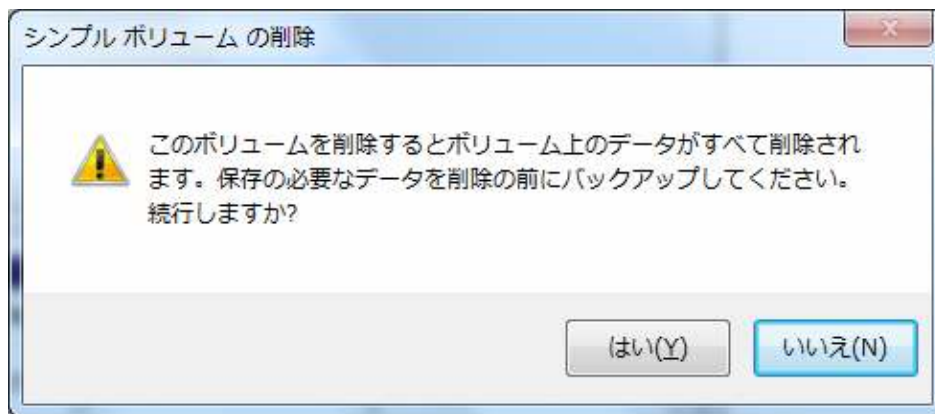 シンプル ボリューム の削除
このボリュームを削除するとボリューム上のデータがすべて削除され
ます。保存の必要なデータを削除の前にバックアップしてください。
続行しますか?
はい(Y) いいえ(N)